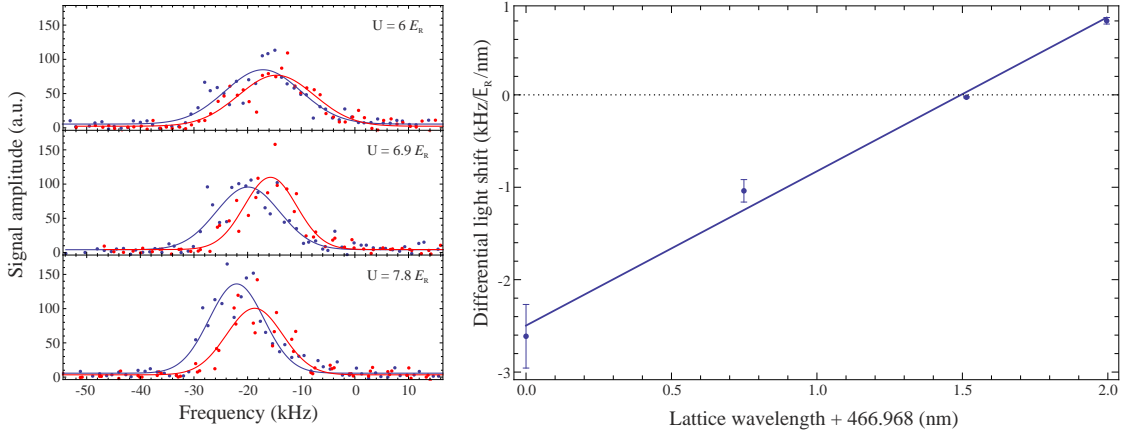 150
U = 6 E_R
100
50
0
150
U = 6.9 E_R
100
50
0
150
U = 7.8 E_R
100
50
0
-50 -40 -30 -20 -10 0 10
Frequency (kHz)
Signal amplitude (a.u.)
1
0
-1
-2
-3
0.0 0.5 1.0 1.5 2.0
Lattice wavelength + 466.968 (nm)
Differential light shift (kHz/E_R/nm)